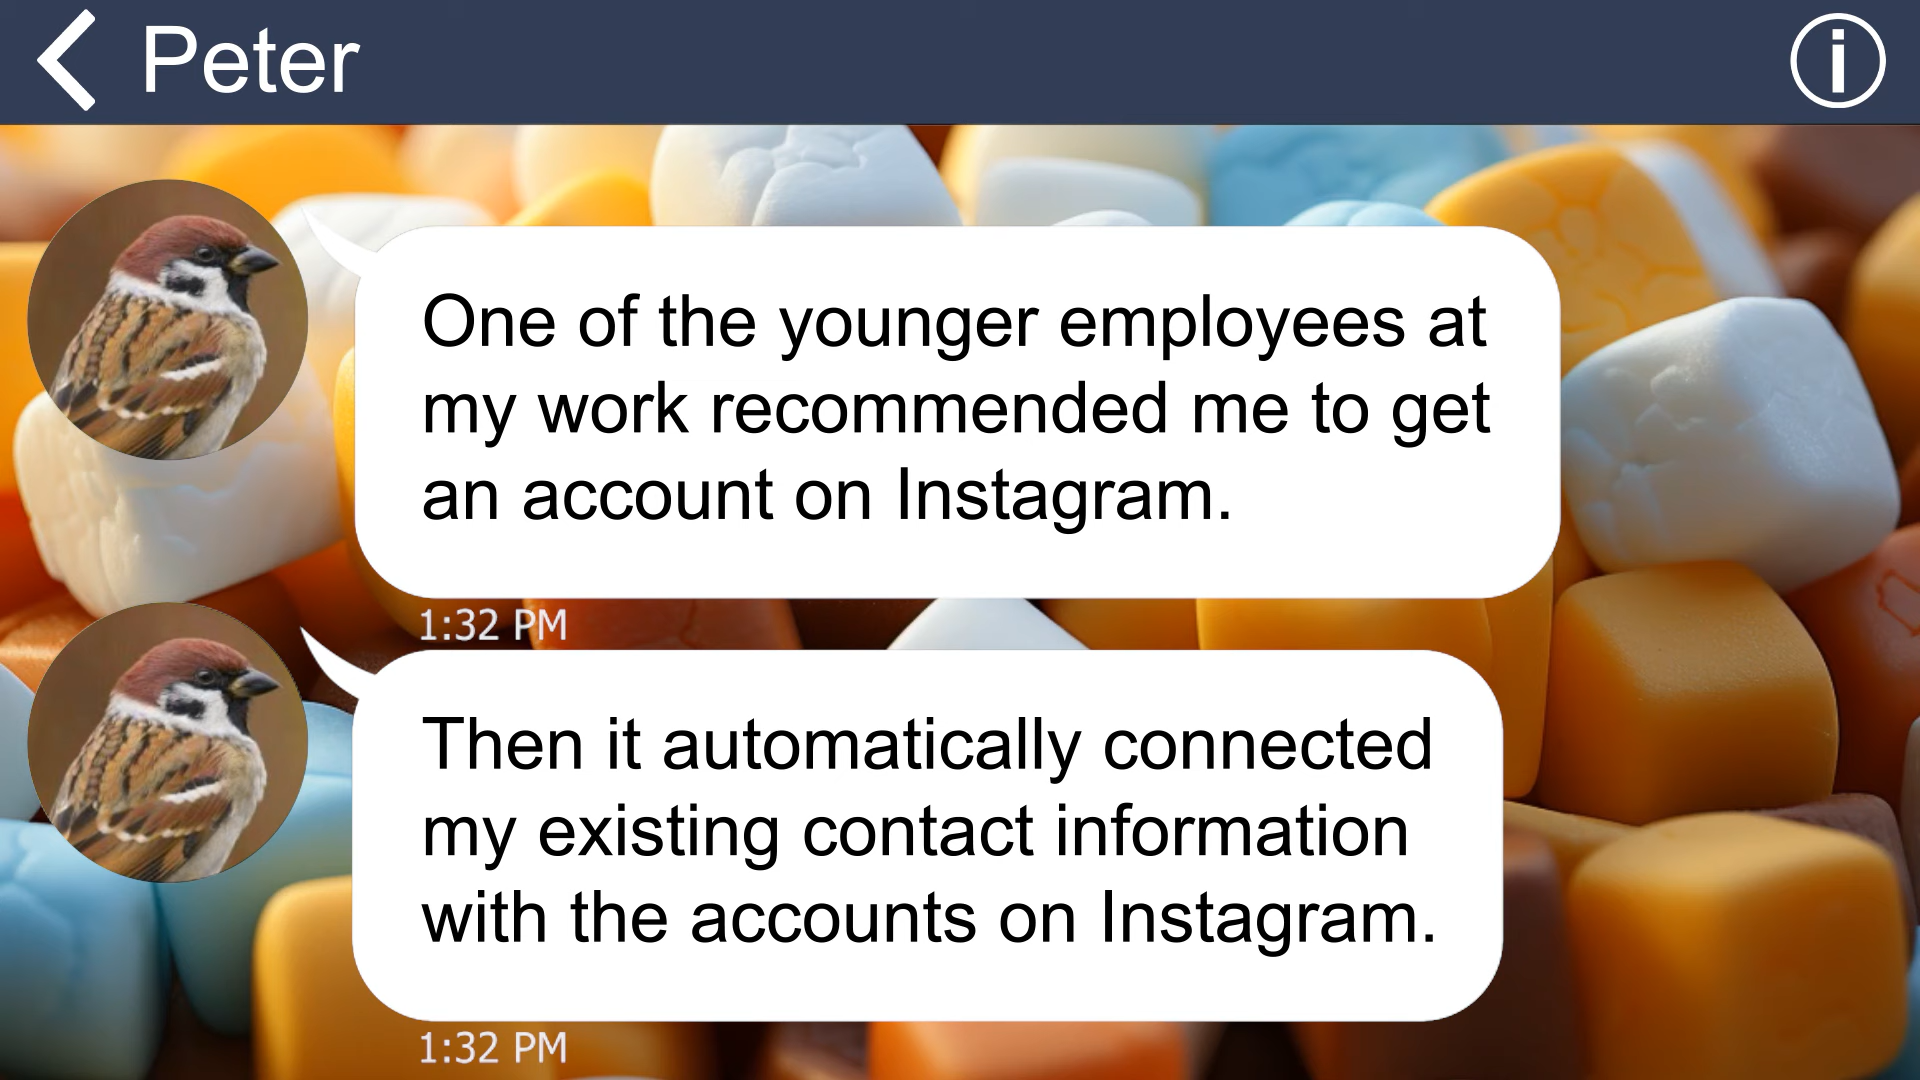 Peter
One of the younger employees at
my work recommended me to get
an account on Instagram.
1:32 PM
Then it automatically connected
my existing contact information
with the accounts on Instagram.
1:32 PM